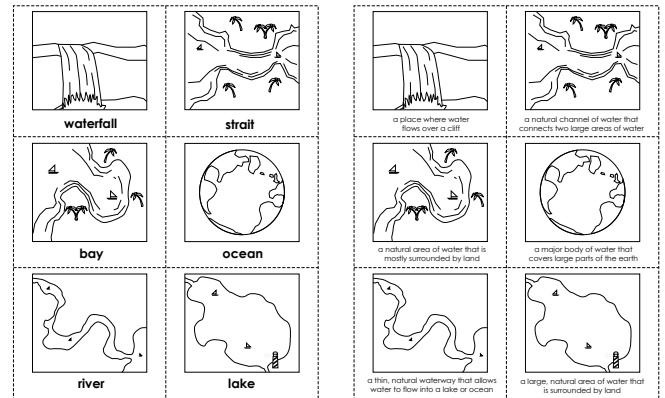 waterfall
strait
bay
ocean
river
lake
a place where water
flows over a cliff
a natural channel of water that
connects two large areas of water
a natural area of water that is
mostly surrounded by land
a major body of water that
covers large parts of the earth
a thin, natural waterway that allows
water to flow into a lake or ocean
a large, natural area of water that
is surrounded by land